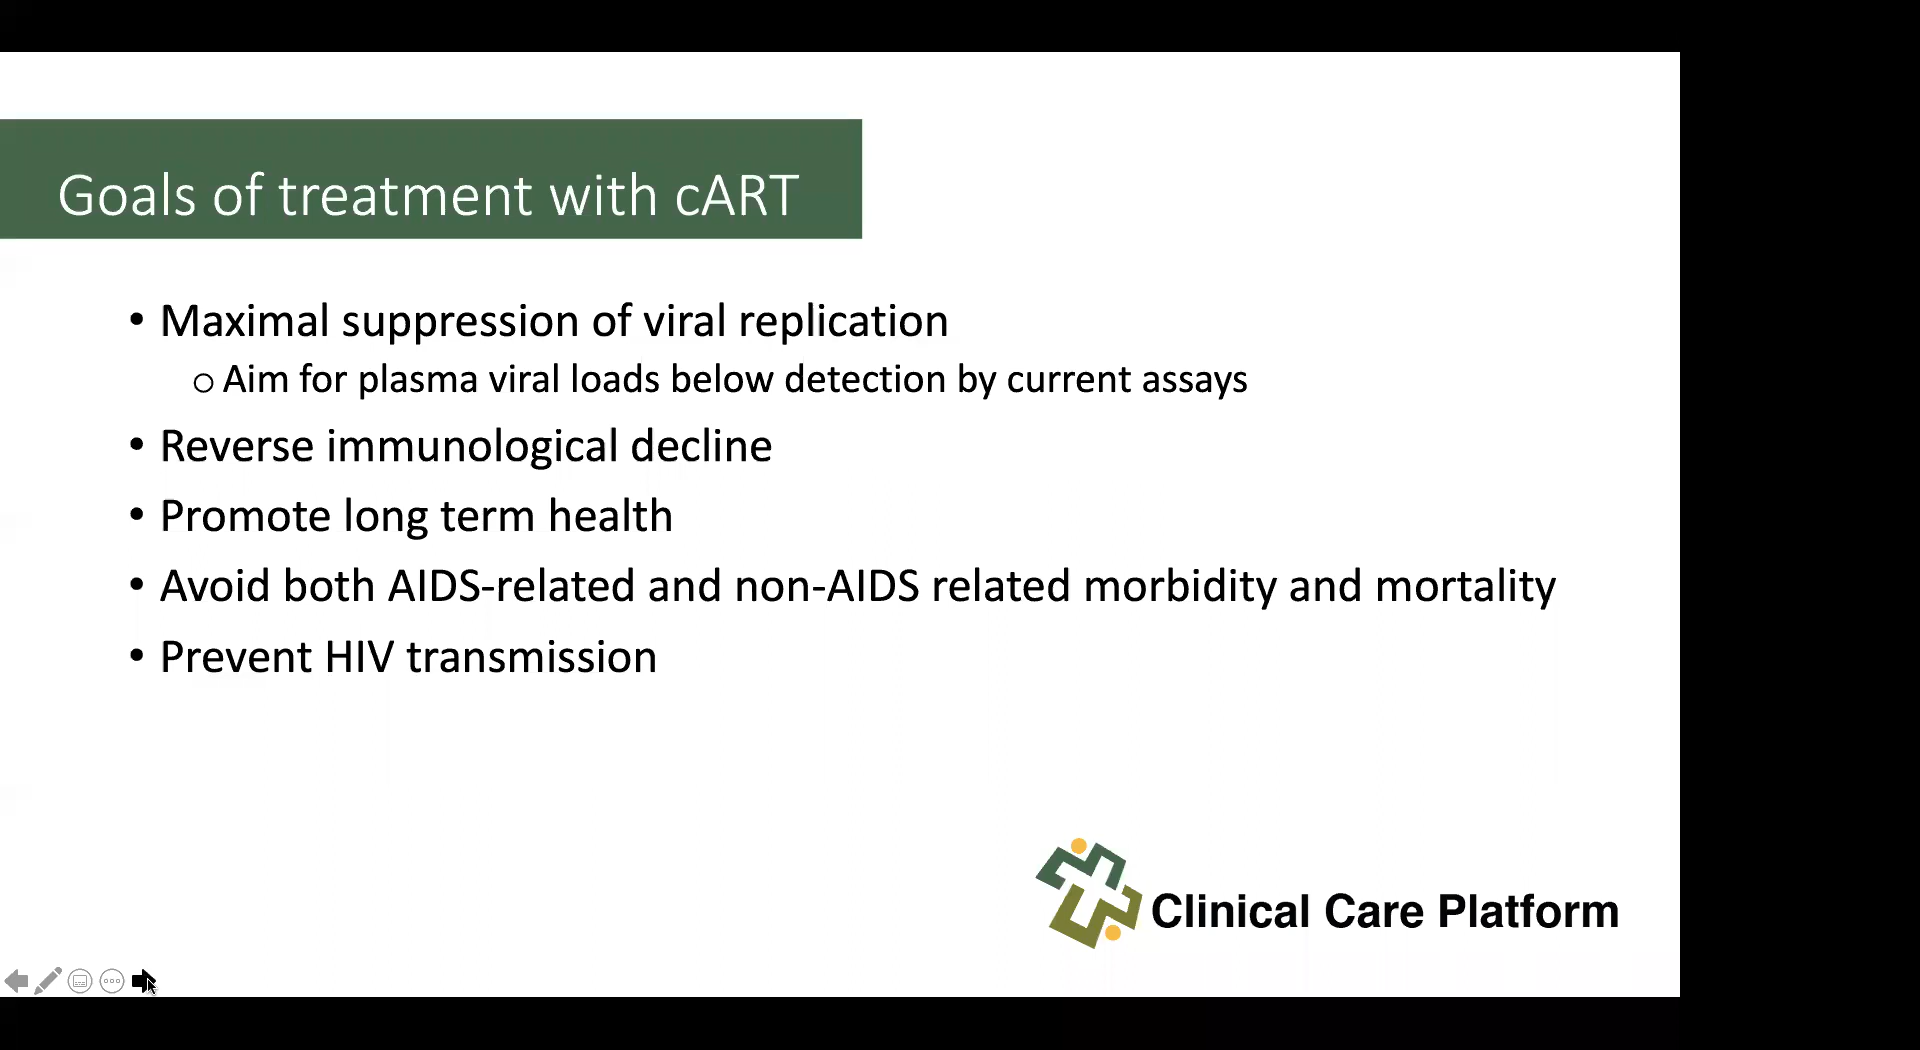 Goals of treatment with cART
• Maximal suppression of viral replication
o Aim for plasma viral loads below detection by current assays
• Reverse immunological decline
• Promote long term health
• Avoid both AIDS-related and non-AIDS related morbidity and mortality
• Prevent HIV transmission
Clinical Care Platform